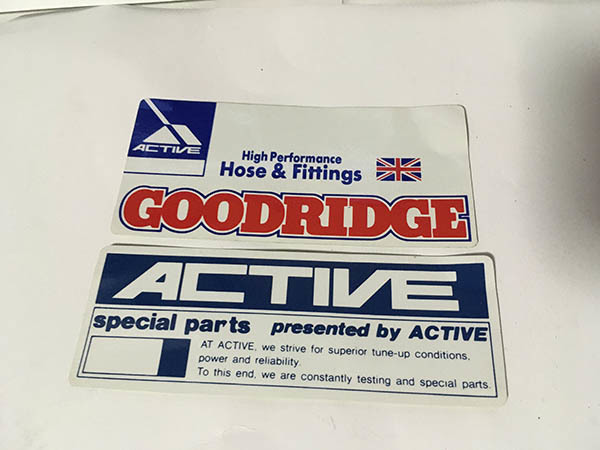 ACTIVE
High Performance
Hose & Fittings
GOODRIDGE
ACTIVE
special parts presented by ACTIVE
AT ACTIVE, we strive for superior tune-up conditions,
power and reliability.
To this end, we are constantly testing and special parts.